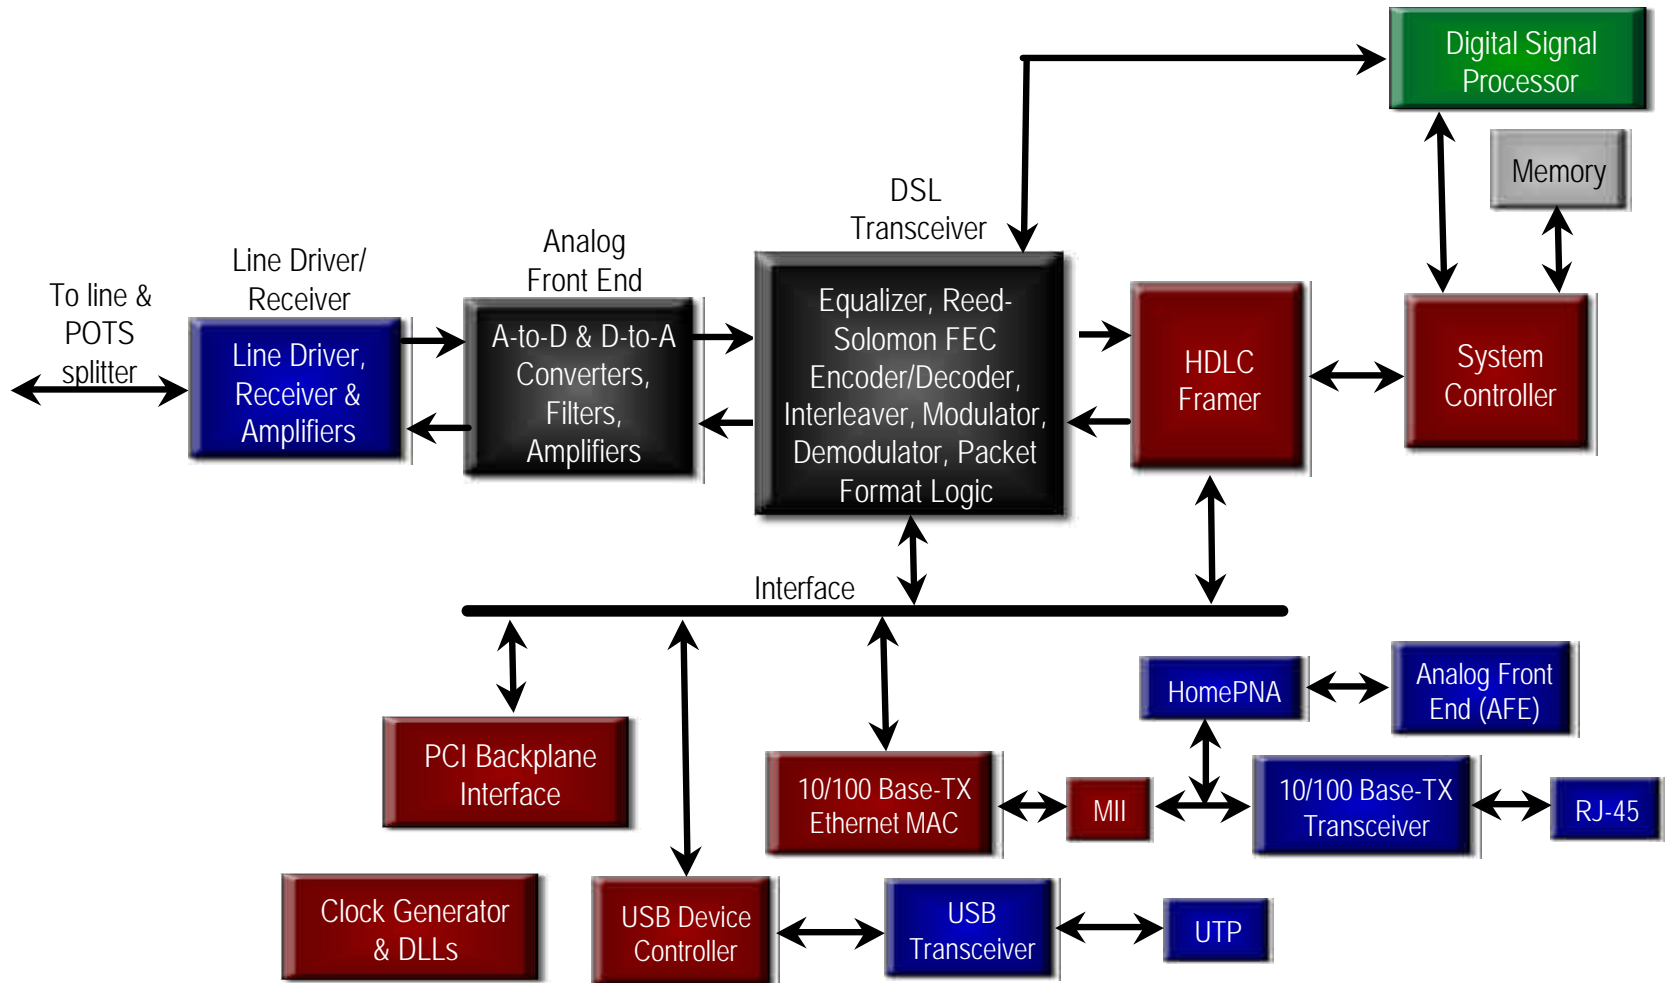 Digital Signal
Processor
Memory
DSL
Transceiver
Analog
Front End
Line Driver/
Receiver
To line &
POTS
splitter
Line Driver,
Receiver &
Amplifiers
A-to-D & D-to-A
Converters,
Filters,
Amplifiers
Equalizer, Reed-
Solomon FEC
Encoder/Decoder,
Interleaver, Modulator,
Demodulator, Packet
Format Logic
HDLC
Framer
System
Controller
Interface
HomePNA
Analog Front
End (AFE)
PCI Backplane
Interface
10/100 Base-TX
Ethernet MAC
MII
10/100 Base-TX
Transceiver
RJ-45
Clock Generator
& DLLs
USB Device
Controller
USB
Transceiver
UTP